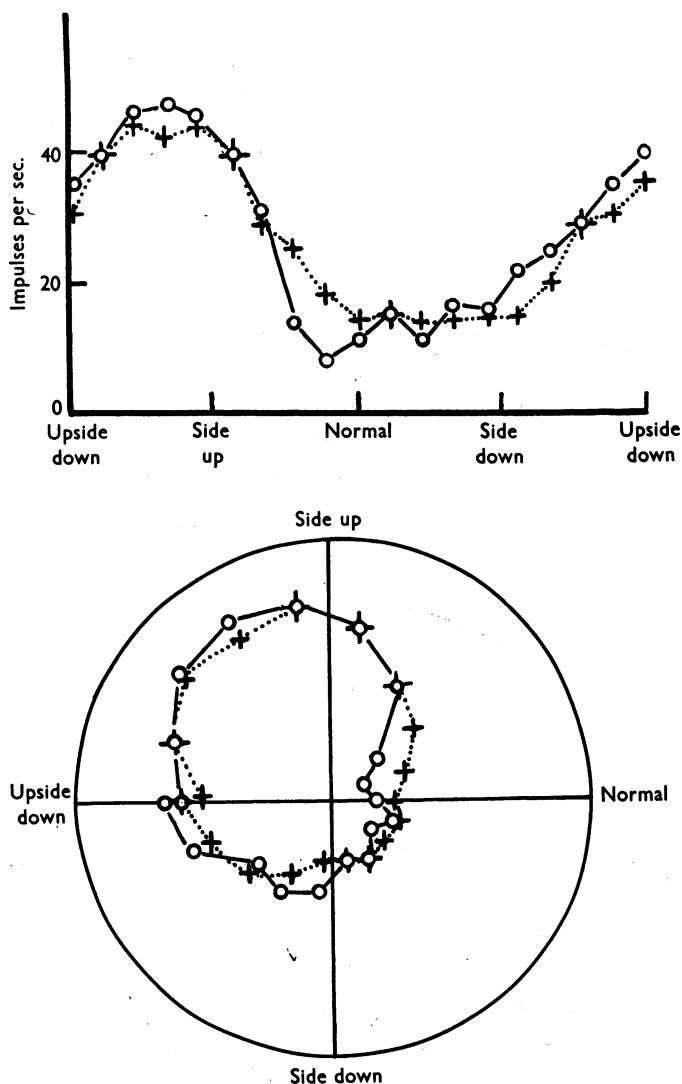 Impulses per sec.
40
20
0
Upside
down
Side
up
Normal
Side
down
Upside
down
Side up
Upside
down
Normal
Side down